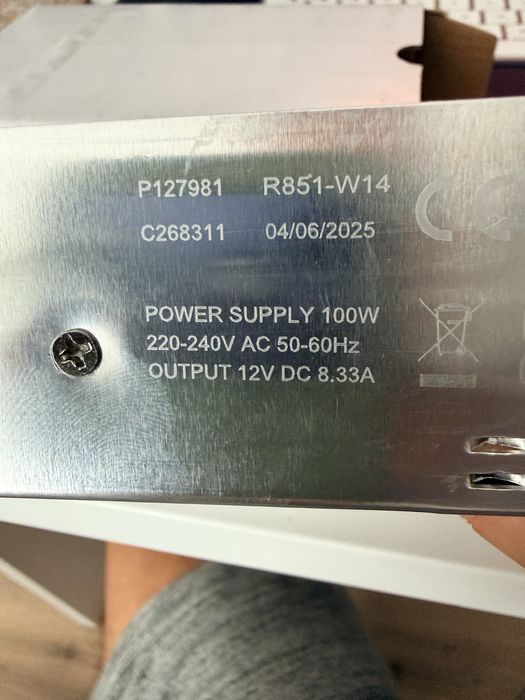 P127981 R851-W14
C268311 04/06/2025
CE
POWER SUPPLY 100W
220-240V AC 50-60Hz
OUTPUT 12V DC 8.33A